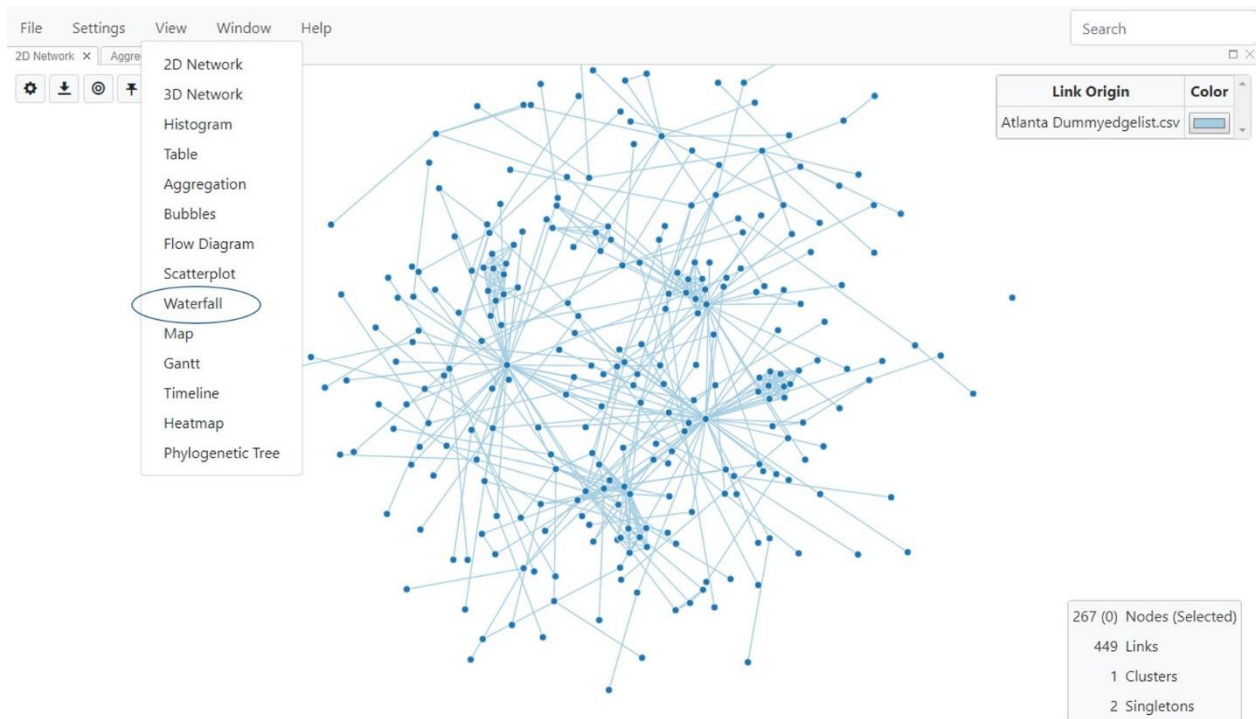 File Settings View Window Help Search
2D Network Aggre
2D Network
3D Network
Histogram
Table
Aggregation
Bubbles
Flow Diagram
Scatterplot
Waterfall
Map
Gantt
Timeline
Heatmap
Phylogenetic Tree
Link Origin Color
Atlanta Dummyedgelist.csv
267 (0) Nodes (Selected)
449 Links
1 Clusters
2 Singletons